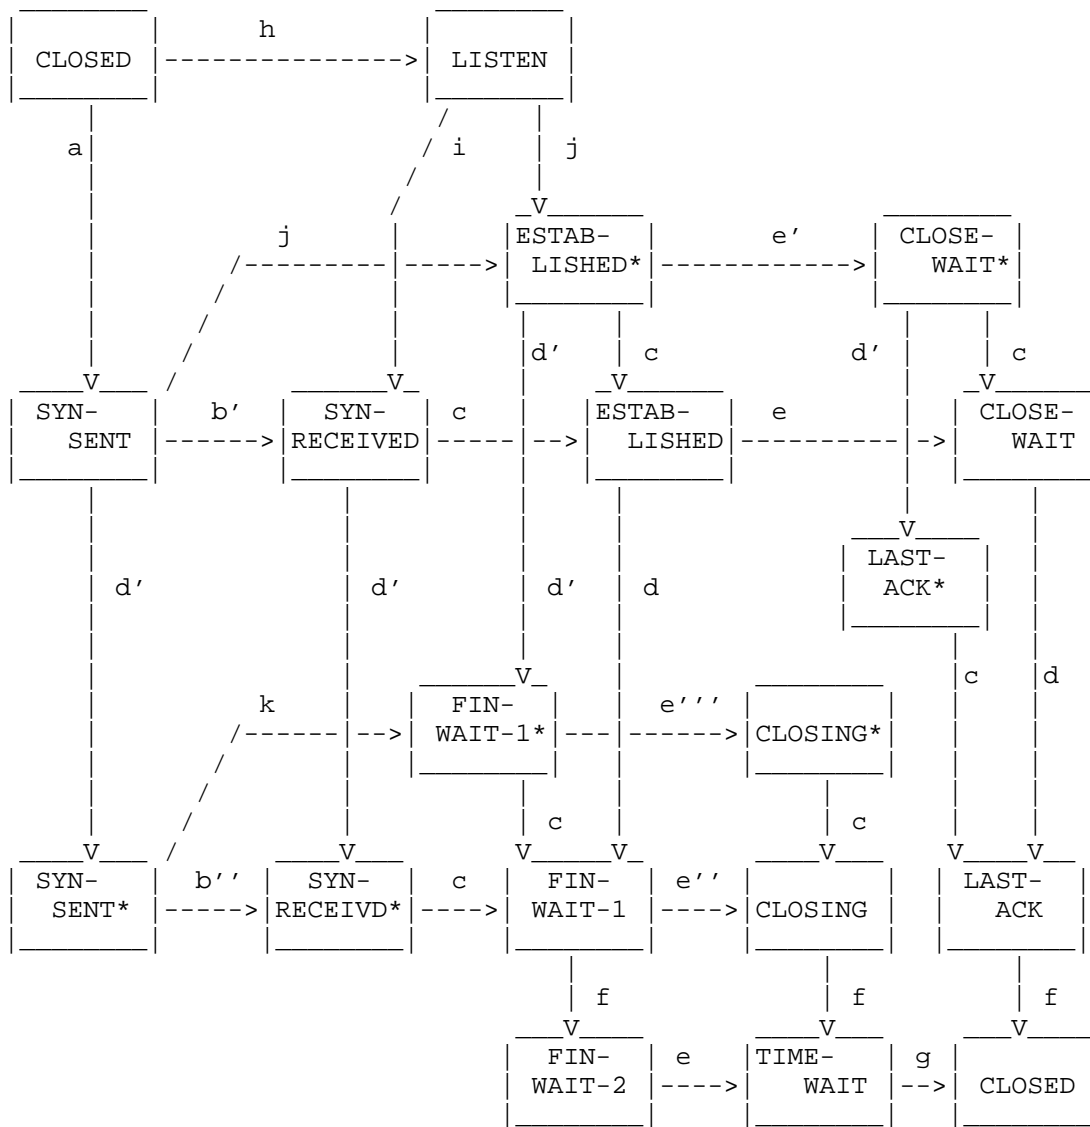 h
CLOSED LISTEN
a i j
j ESTAB- e' CLOSE-
LISHED* WAIT*
d' c d' c
SYN- b' SYN- c ESTAB- e CLOSE-
SENT RECEIVED LISHED WAIT
LAST-
d' d' d' d ACK*
c d
k FIN- e'''
WAIT-1* CLOSING*
c c
SYN- b'' SYN- c FIN- e'' LAST-
SENT* RECEIVD* WAIT-1 CLOSING ACK
f f f
FIN- e TIME- g
WAIT-2 WAIT CLOSED